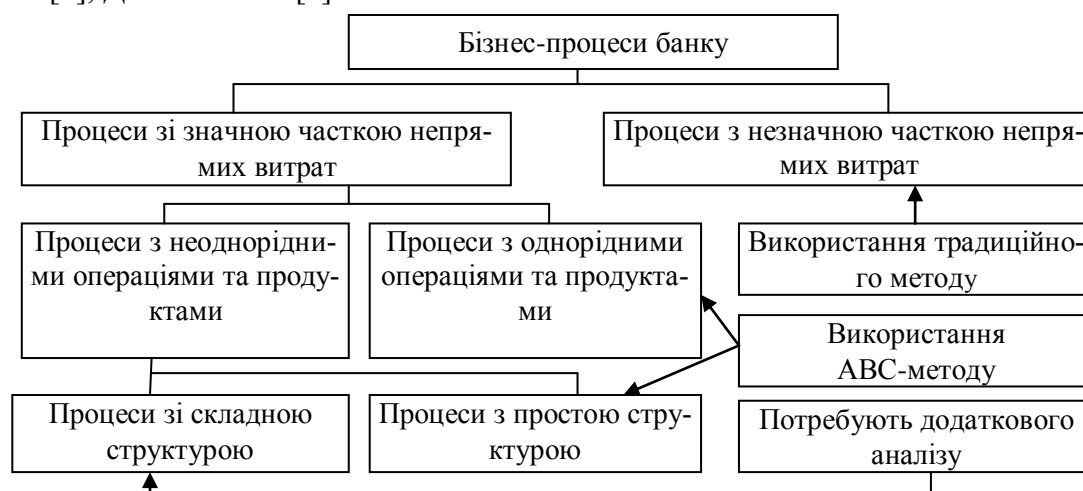 Бізнес-процеси банку
Процеси зі значною часткою непря-
мих витрат
Процеси з незначною часткою непря-
мих витрат
Процеси з неоднорідни-
ми операціями та проду-
ктами
Процеси з однорідними
операціями та продукта-
ми
Використання традиційно-
го методу
Використання
АВС-методу
Процеси зі складною
структурою
Процеси з простою стру-
ктурою
Потребують додаткового
аналізу